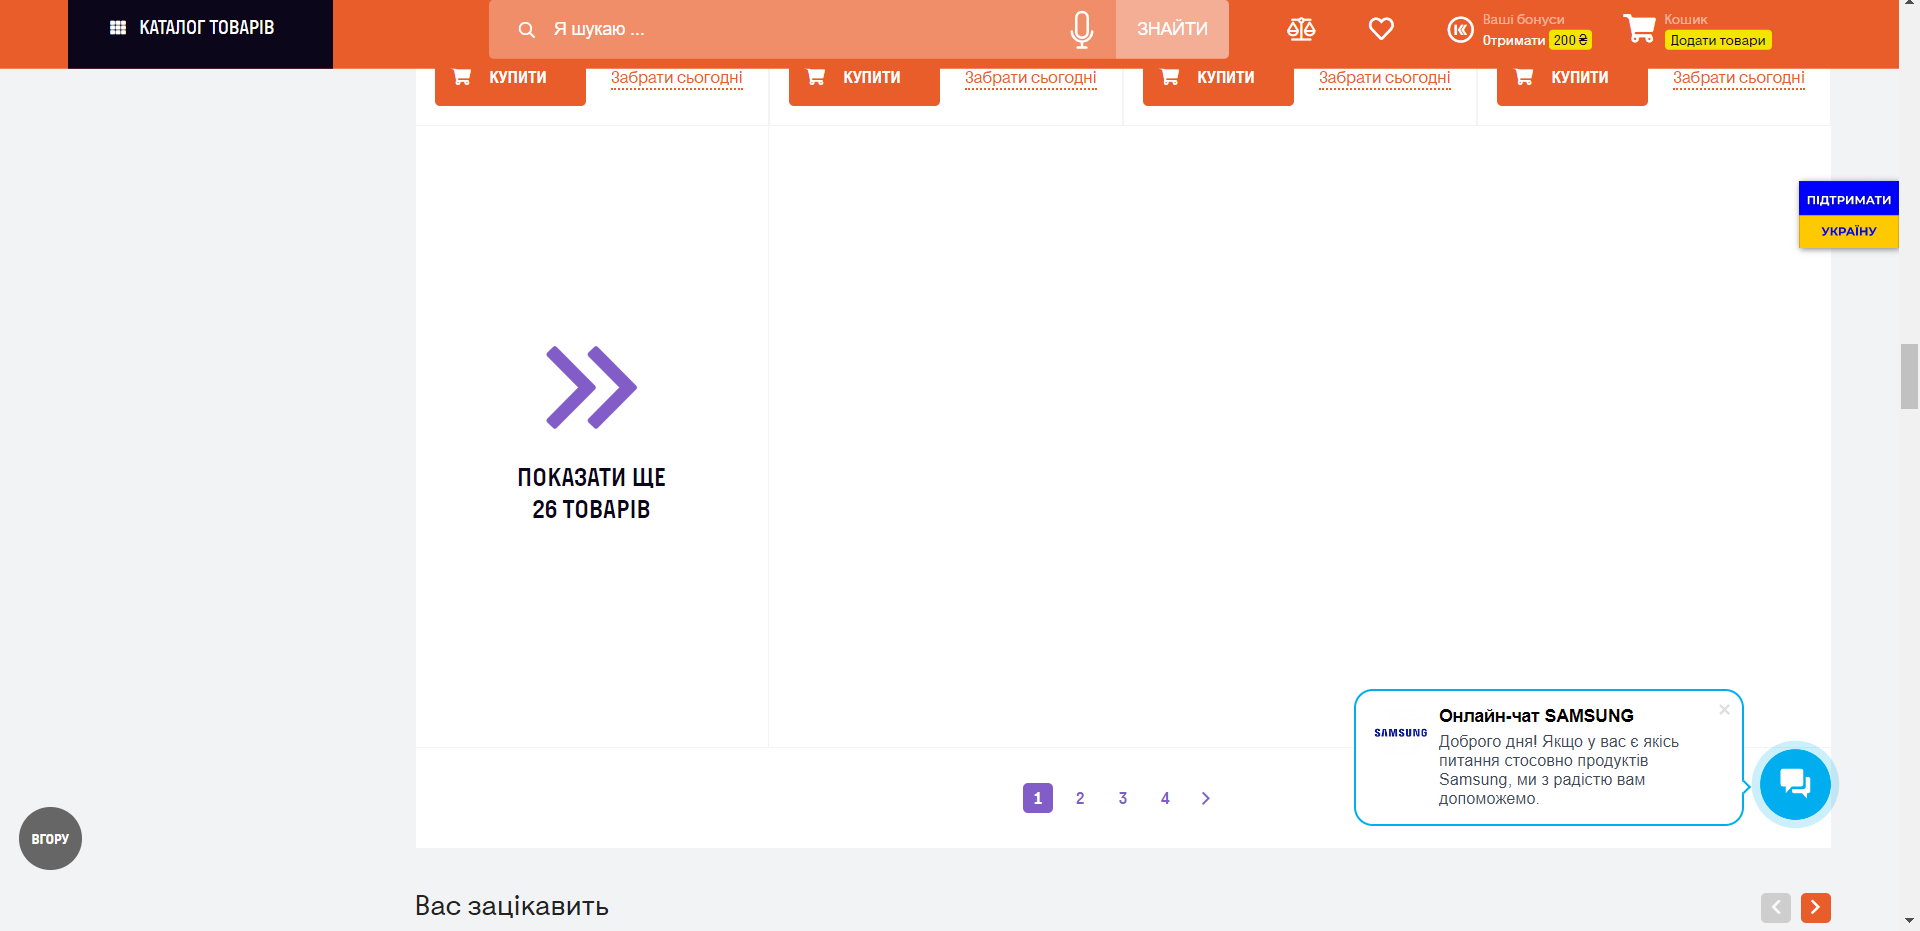 КАТАЛОГ ТОВАРІВ
Я шукаю ...
ЗНАЙТИ
Ваші бонуси
Отримати 200 ₴
Кошик
Додати товари
КУПИТИ Забрати сьогодні
КУПИТИ Забрати сьогодні
КУПИТИ Забрати сьогодні
КУПИТИ Забрати сьогодні
ПІДТРИМАТИ
УКРАЇНУ
ПОКАЗАТИ ЩЕ
26 ТОВАРІВ
SAMSUNG
Онлайн-чат SAMSUNG
Доброго дня! Якщо у вас є якісь
питання стосовно продуктів
Samsung, ми з радістю вам
допоможемо.
1 2 3 4
ВГОРУ
Вас зацікавить